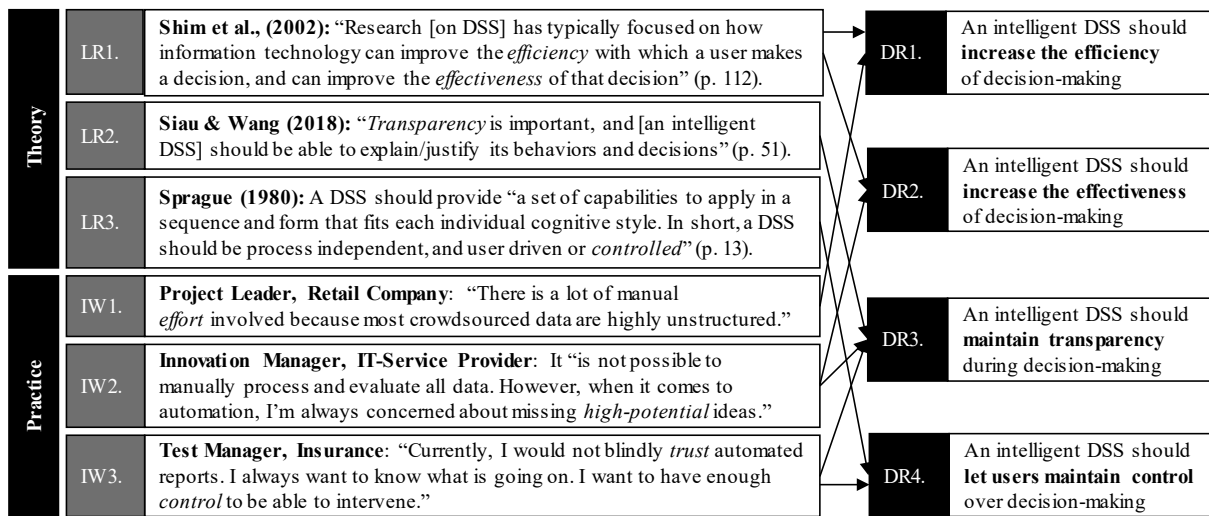 Theory
LR1.
Shim et al., (2002): “Research [on DSS] has typically focused on how
information technology can improve the efficiency with which a user makes
a decision, and can improve the effectiveness of that decision” (p. 112).
LR2.
Siau & Wang (2018): “Transparency is important, and [an intelligent
DSS] should be able to explain/justify its behaviors and decisions” (p. 51).
LR3.
Sprague (1980): A DSS should provide “a set of capabilities to apply in a
sequence and form that fits each individual cognitive style. In short, a DSS
should be process independent, and user driven or controlled” (p. 13).
Practice
IW1.
Project Leader, Retail Company: “There is a lot of manual
effort involved because most crowdsourced data are highly unstructured.”
IW2.
Innovation Manager, IT-Service Provider: It “is not possible to
manually process and evaluate all data. However, when it comes to
automation, I’m always concerned about missing high-potential ideas.”
IW3.
Test Manager, Insurance: “Currently, I would not blindly trust automated
reports. I always want to know what is going on. I want to have enough
control to be able to intervene.”
DR1.
An intelligent DSS should
increase the efficiency
of decision-making
DR2.
An intelligent DSS should
increase the effectiveness
of decision-making
DR3.
An intelligent DSS should
maintain transparency
during decision-making
DR4.
An intelligent DSS should
let users maintain control
over decision-making